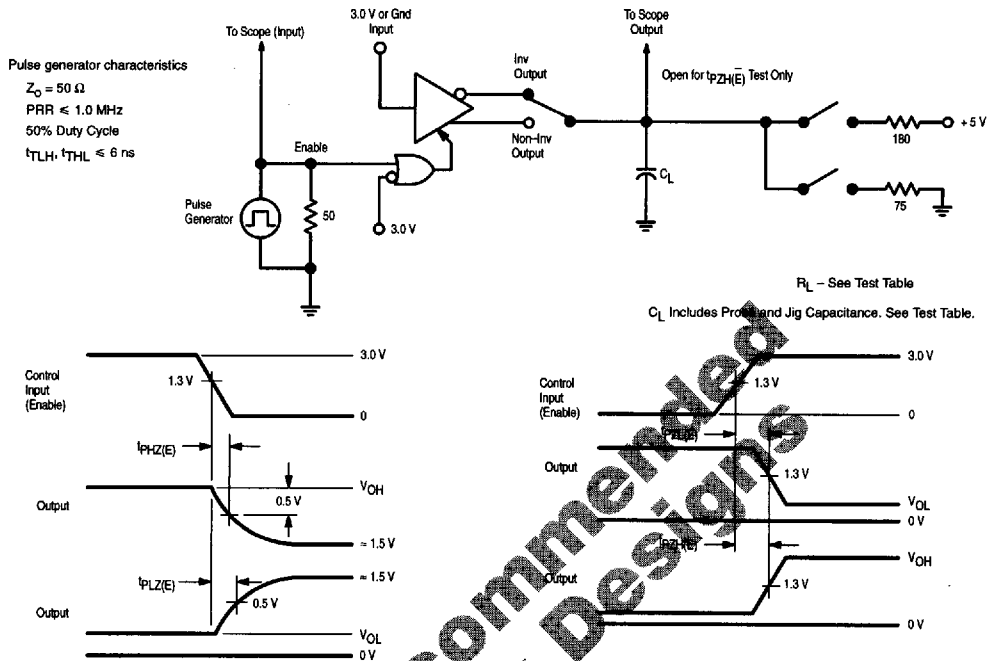 To Scope (Input)
3.0 V or Gnd
Input
To Scope
Output
Pulse generator characteristics
Zo = 50 Ω
PRR ≤ 1.0 MHz
50% Duty Cycle
tTLH, tTHL ≤ 6 ns
Inv
Output
Open for tPZH(E̅) Test Only
Non–Inv
Output
+ 5 V
180
Enable
CL
75
Pulse
Generator
50
3.0 V
RL – See Test Table
CL Includes Probe and Jig Capacitance. See Test Table.
Control
Input
(Enable)
1.3 V
3.0 V
0
tPHZ(E)
Output
VOH
0.5 V
≈ 1.5 V
tPLZ(E)
≈ 1.5 V
Output
0.5 V
VOL
0 V
Control
Input
(Enable)
1.3 V
3.0 V
0
tPZL(E)
Output
1.3 V
VOL
0 V
tPZH(E)
Output
VOH
1.3 V
0 V
commended
Designs